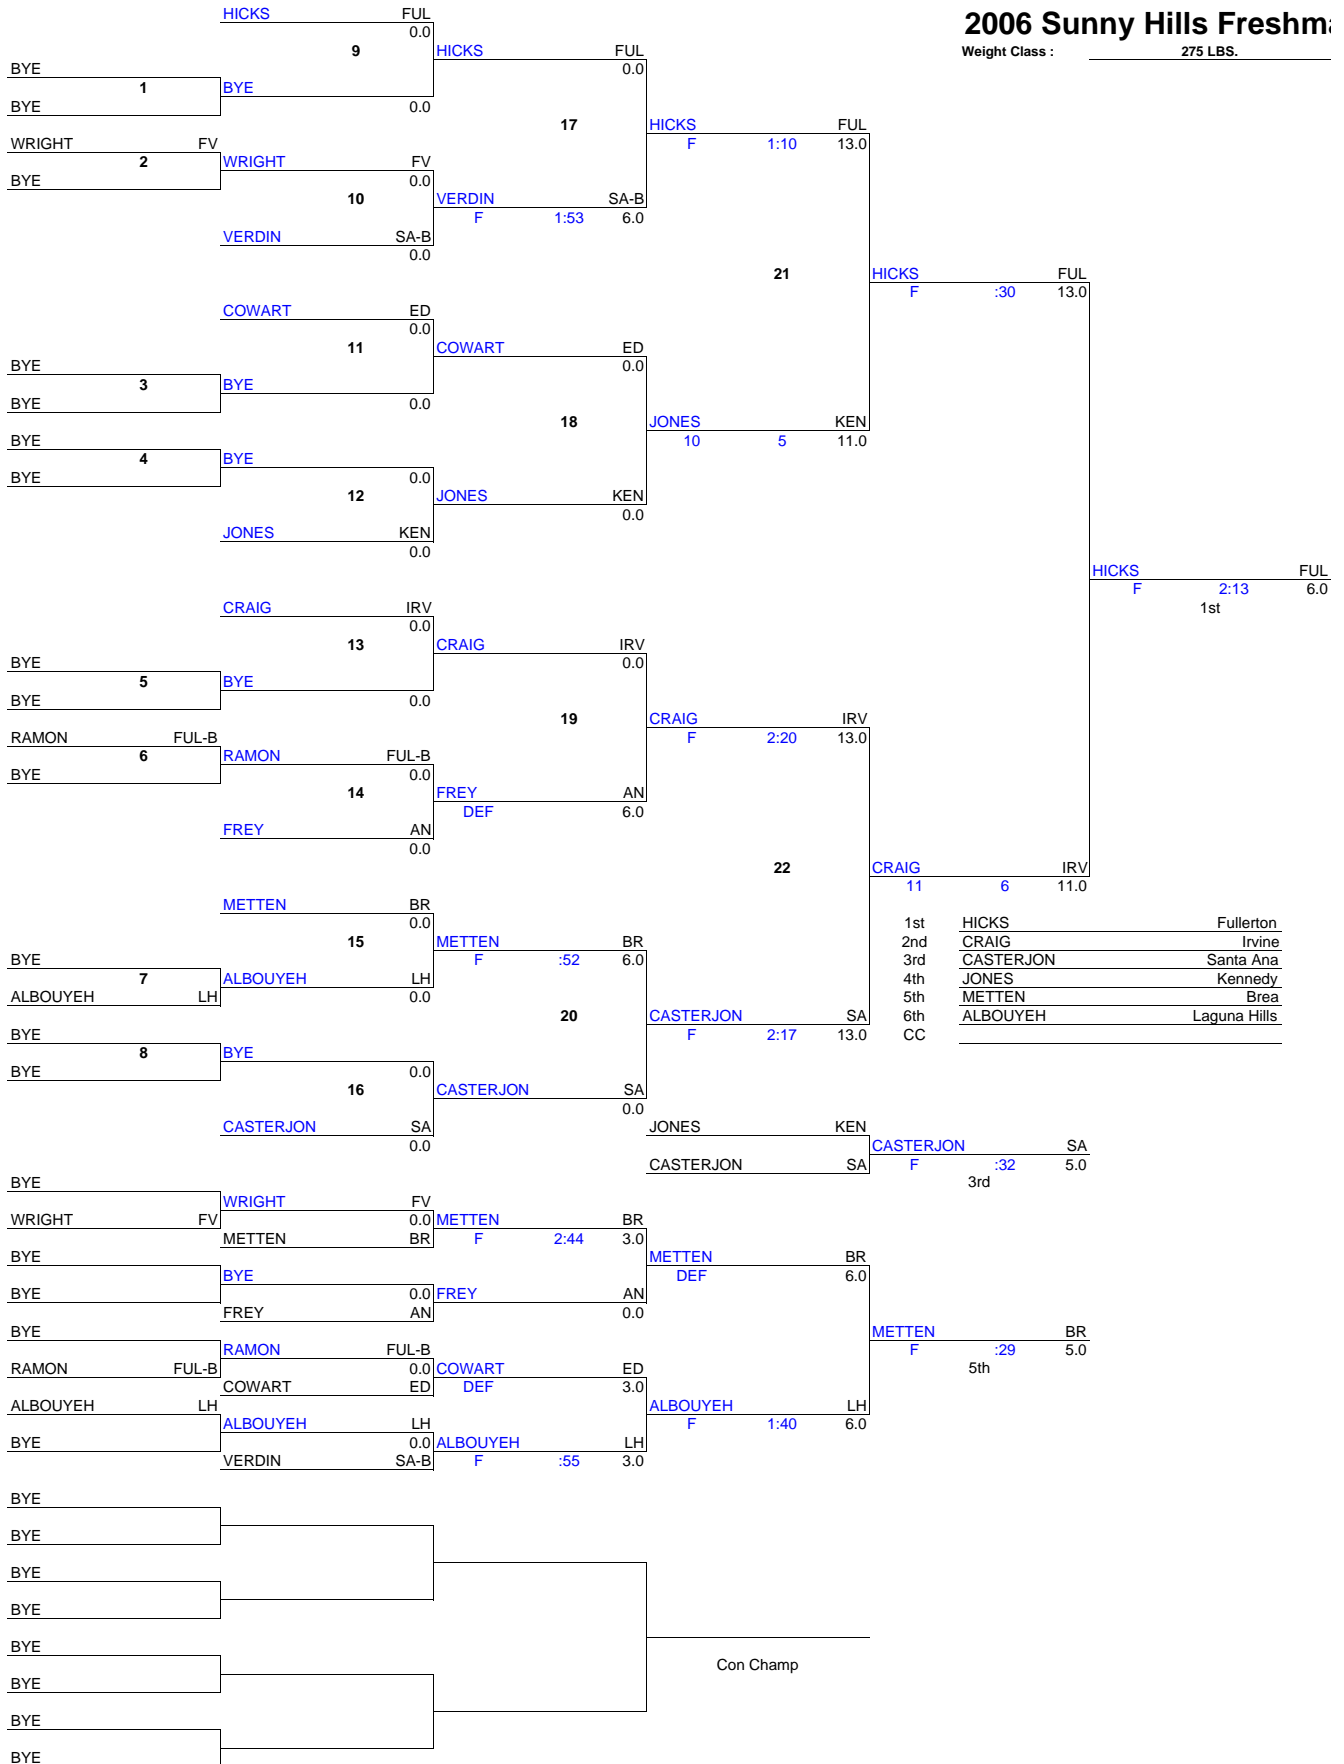 2006 Sunny Hills Freshma
Weight Class : 275 LBS.
HICKS FUL
0.0
9 HICKS FUL
BYE 0.0
1 BYE
BYE 0.0
17 HICKS FUL
WRIGHT FV F 1:10 13.0
2 WRIGHT FV
BYE 0.0
10 VERDIN SA-B
F 1:53 6.0
VERDIN SA-B
0.0
21 HICKS FUL
F :30 13.0
COWART ED
0.0
11 COWART ED
BYE 0.0
3 BYE
BYE 0.0
18 JONES KEN
BYE 10 5 11.0
4 BYE
BYE 0.0
12 JONES KEN
0.0
JONES KEN
0.0
HICKS FUL
F 2:13 6.0
1st
CRAIG IRV
0.0
13 CRAIG IRV
BYE 0.0
5 BYE
BYE 0.0
19 CRAIG IRV
RAMON FUL-B F 2:20 13.0
6 RAMON FUL-B
BYE 0.0
14 FREY AN
DEF 6.0
FREY AN
0.0
22 CRAIG IRV
11 6 11.0
METTEN BR
0.0
1st HICKS Fullerton
2nd CRAIG Irvine
3rd CASTERJON Santa Ana
4th JONES Kennedy
5th METTEN Brea
6th ALBOUYEH Laguna Hills
CC
15 METTEN BR
BYE F :52 6.0
7 ALBOUYEH LH
ALBOUYEH LH 0.0
20 CASTERJON SA
BYE F 2:17 13.0
8 BYE
BYE 0.0
16 CASTERJON SA
0.0
CASTERJON SA
0.0
JONES KEN
CASTERJON SA
F :32 5.0
CASTERJON SA
3rd
BYE
WRIGHT FV
0.0
WRIGHT FV METTEN BR
METTEN BR F 2:44 3.0
BYE METTEN BR
BYE DEF 6.0
BYE 0.0 FREY AN
FREY AN 0.0
BYE METTEN BR
RAMON FUL-B F :29 5.0
RAMON FUL-B 0.0 COWART ED 5th
COWART ED DEF 3.0
ALBOUYEH LH ALBOUYEH LH
ALBOUYEH LH F 1:40 6.0
BYE 0.0 ALBOUYEH LH
VERDIN SA-B F :55 3.0
BYE
BYE
BYE
BYE
BYE
Con Champ
BYE
BYE
BYE